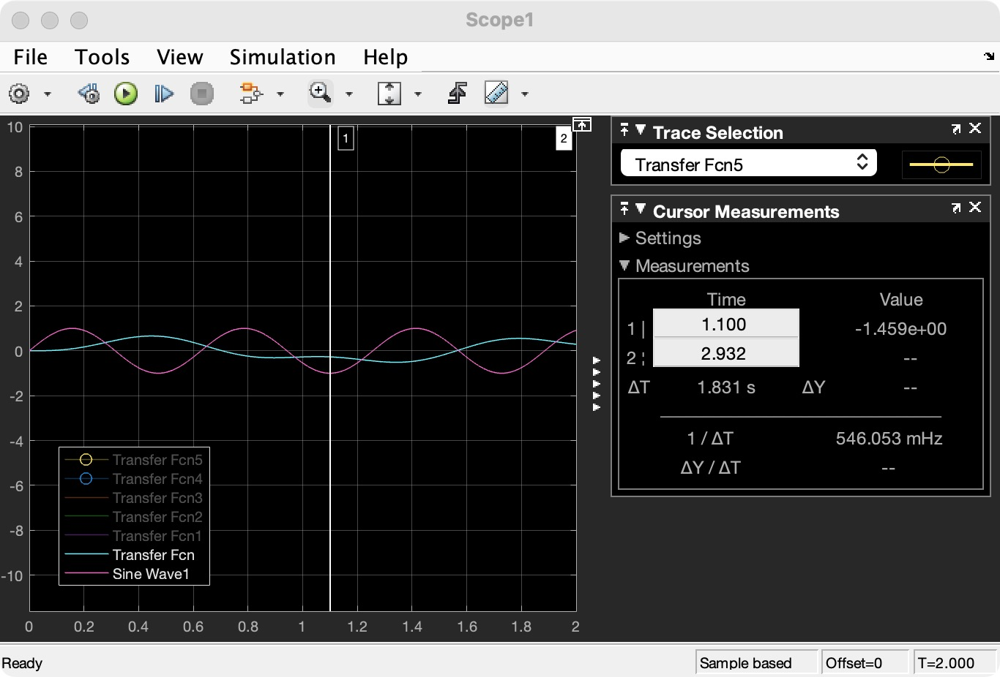 Scope1
File Tools View Simulation Help
1
2
10
8
6
4
2
0
-2
-4
-6
-8
-10
0 0.2 0.4 0.6 0.8 1 1.2 1.4 1.6 1.8 2
Transfer Fcn5
Transfer Fcn4
Transfer Fcn3
Transfer Fcn2
Transfer Fcn1
Transfer Fcn
Sine Wave1
Trace Selection
Transfer Fcn5
Cursor Measurements
Settings
Measurements
Time Value
1 | 1.100 -1.459e+00
2 ¦ 2.932 --
ΔT 1.831 s ΔY --
1 / ΔT 546.053 mHz
ΔY / ΔT --
Ready Sample based Offset=0 T=2.000